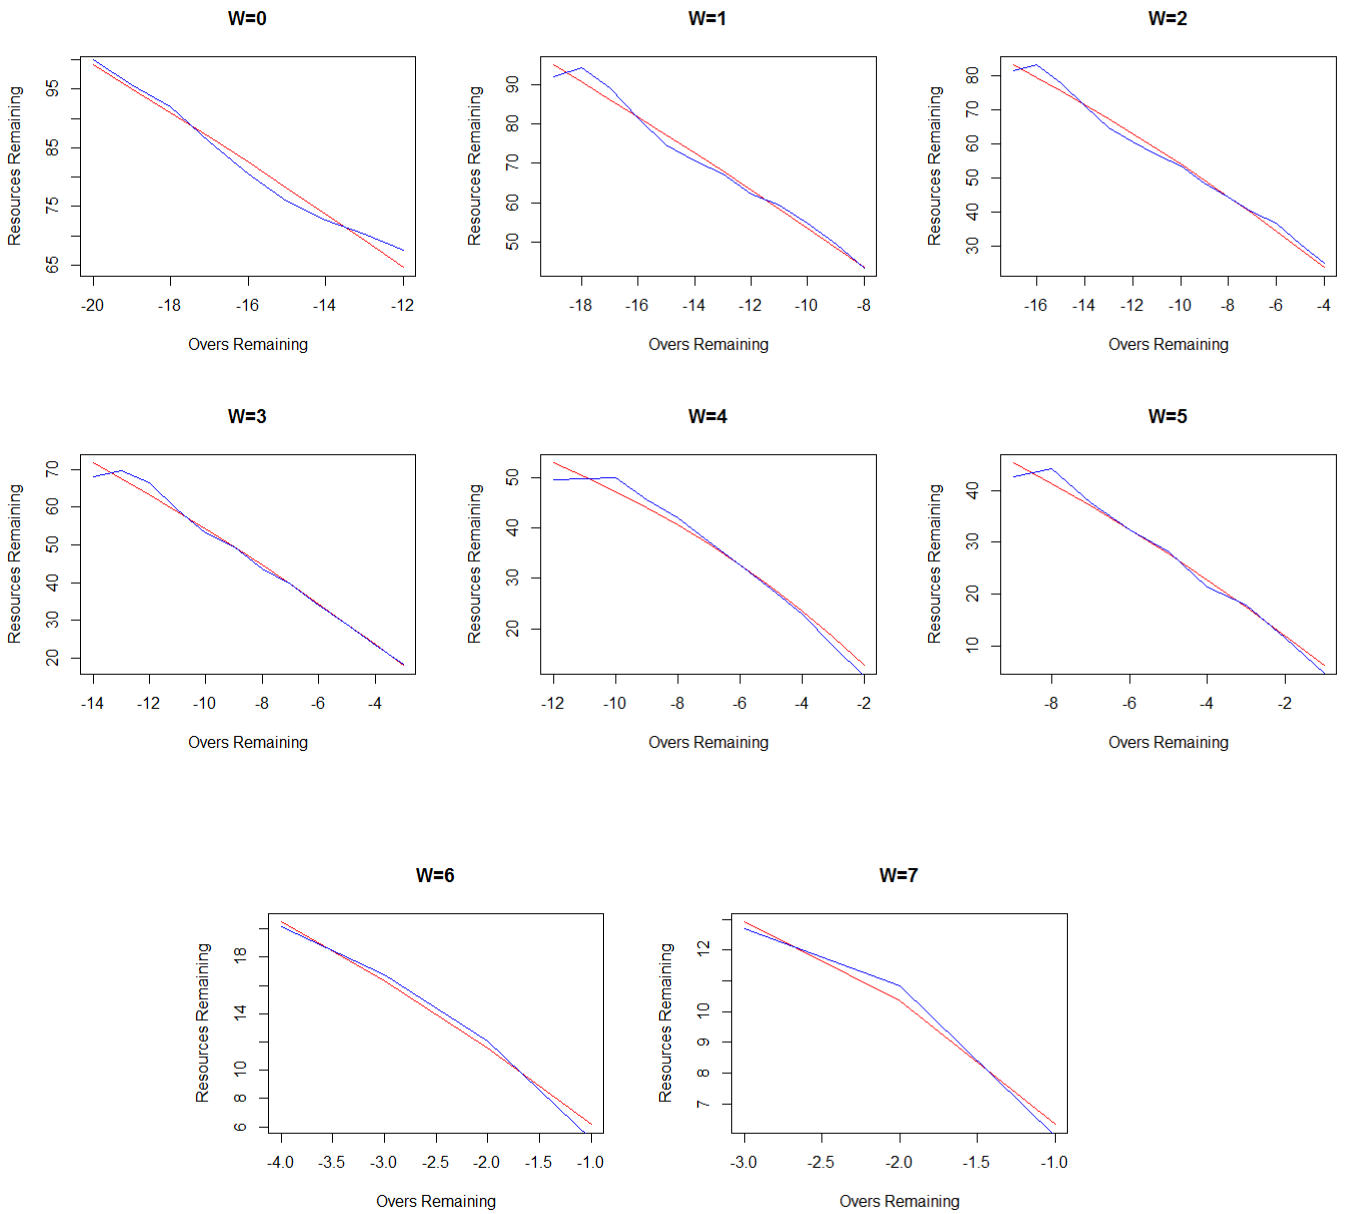 W=0
W=1
W=2
Resources Remaining
95
85
75
65
-20 -18 -16 -14 -12
Overs Remaining
Resources Remaining
90
80
70
60
50
-18 -16 -14 -12 -10 -8
Overs Remaining
Resources Remaining
80
70
60
50
40
30
-16 -14 -12 -10 -8 -6 -4
Overs Remaining
W=3
W=4
W=5
Resources Remaining
70
60
50
40
30
20
-14 -12 -10 -8 -6 -4
Overs Remaining
Resources Remaining
50
40
30
20
-12 -10 -8 -6 -4 -2
Overs Remaining
Resources Remaining
40
30
20
10
-8 -6 -4 -2
Overs Remaining
W=6
W=7
Resources Remaining
18
14
10
8
6
-4.0 -3.5 -3.0 -2.5 -2.0 -1.5 -1.0
Overs Remaining
Resources Remaining
12
10
9
8
7
-3.0 -2.5 -2.0 -1.5 -1.0
Overs Remaining